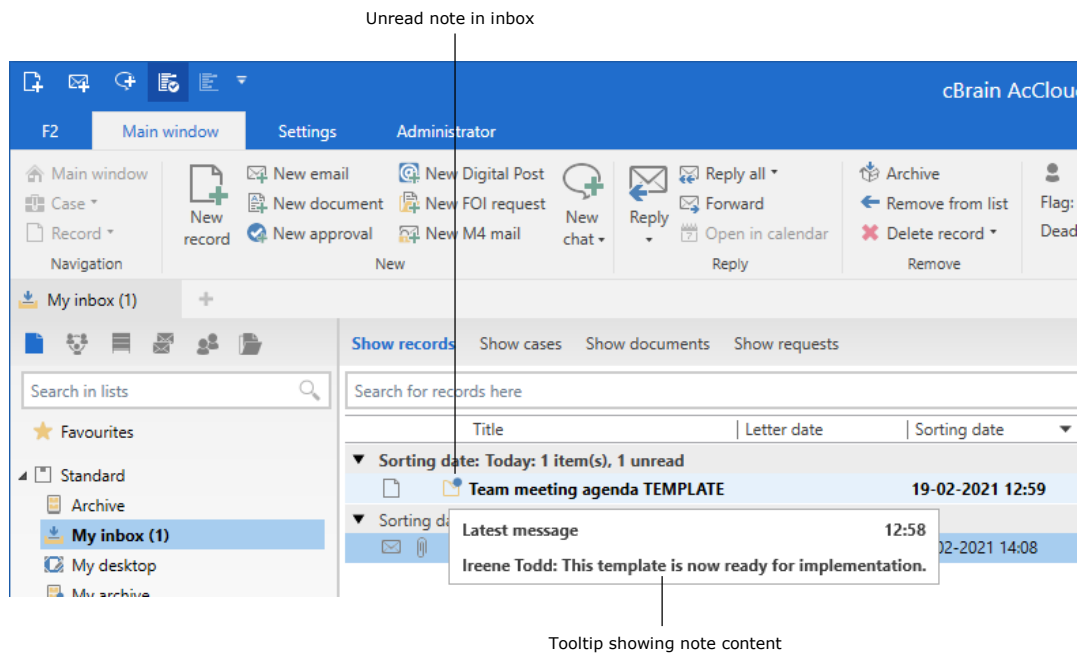 Unread note in inbox
cBrain AcClou
F2 Main window Settings Administrator
Main window
Case
Record
Navigation
New record
New email
New document
New approval
New Digital Post
New FOI request
New M4 mail
New chat
New
Reply
Reply all
Forward
Open in calendar
Reply
Archive
Remove from list
Delete record
Remove
Flag:
Dead
My inbox (1)
Show records Show cases Show documents Show requests
Search in lists
Search for records here
Favourites
Standard
Archive
My inbox (1)
My desktop
My archive
Title Letter date Sorting date
Sorting date: Today: 1 item(s), 1 unread
Team meeting agenda TEMPLATE 19-02-2021 12:59
Sorting da
02-2021 14:08
Latest message 12:58
Ireene Todd: This template is now ready for implementation.
Tooltip showing note content